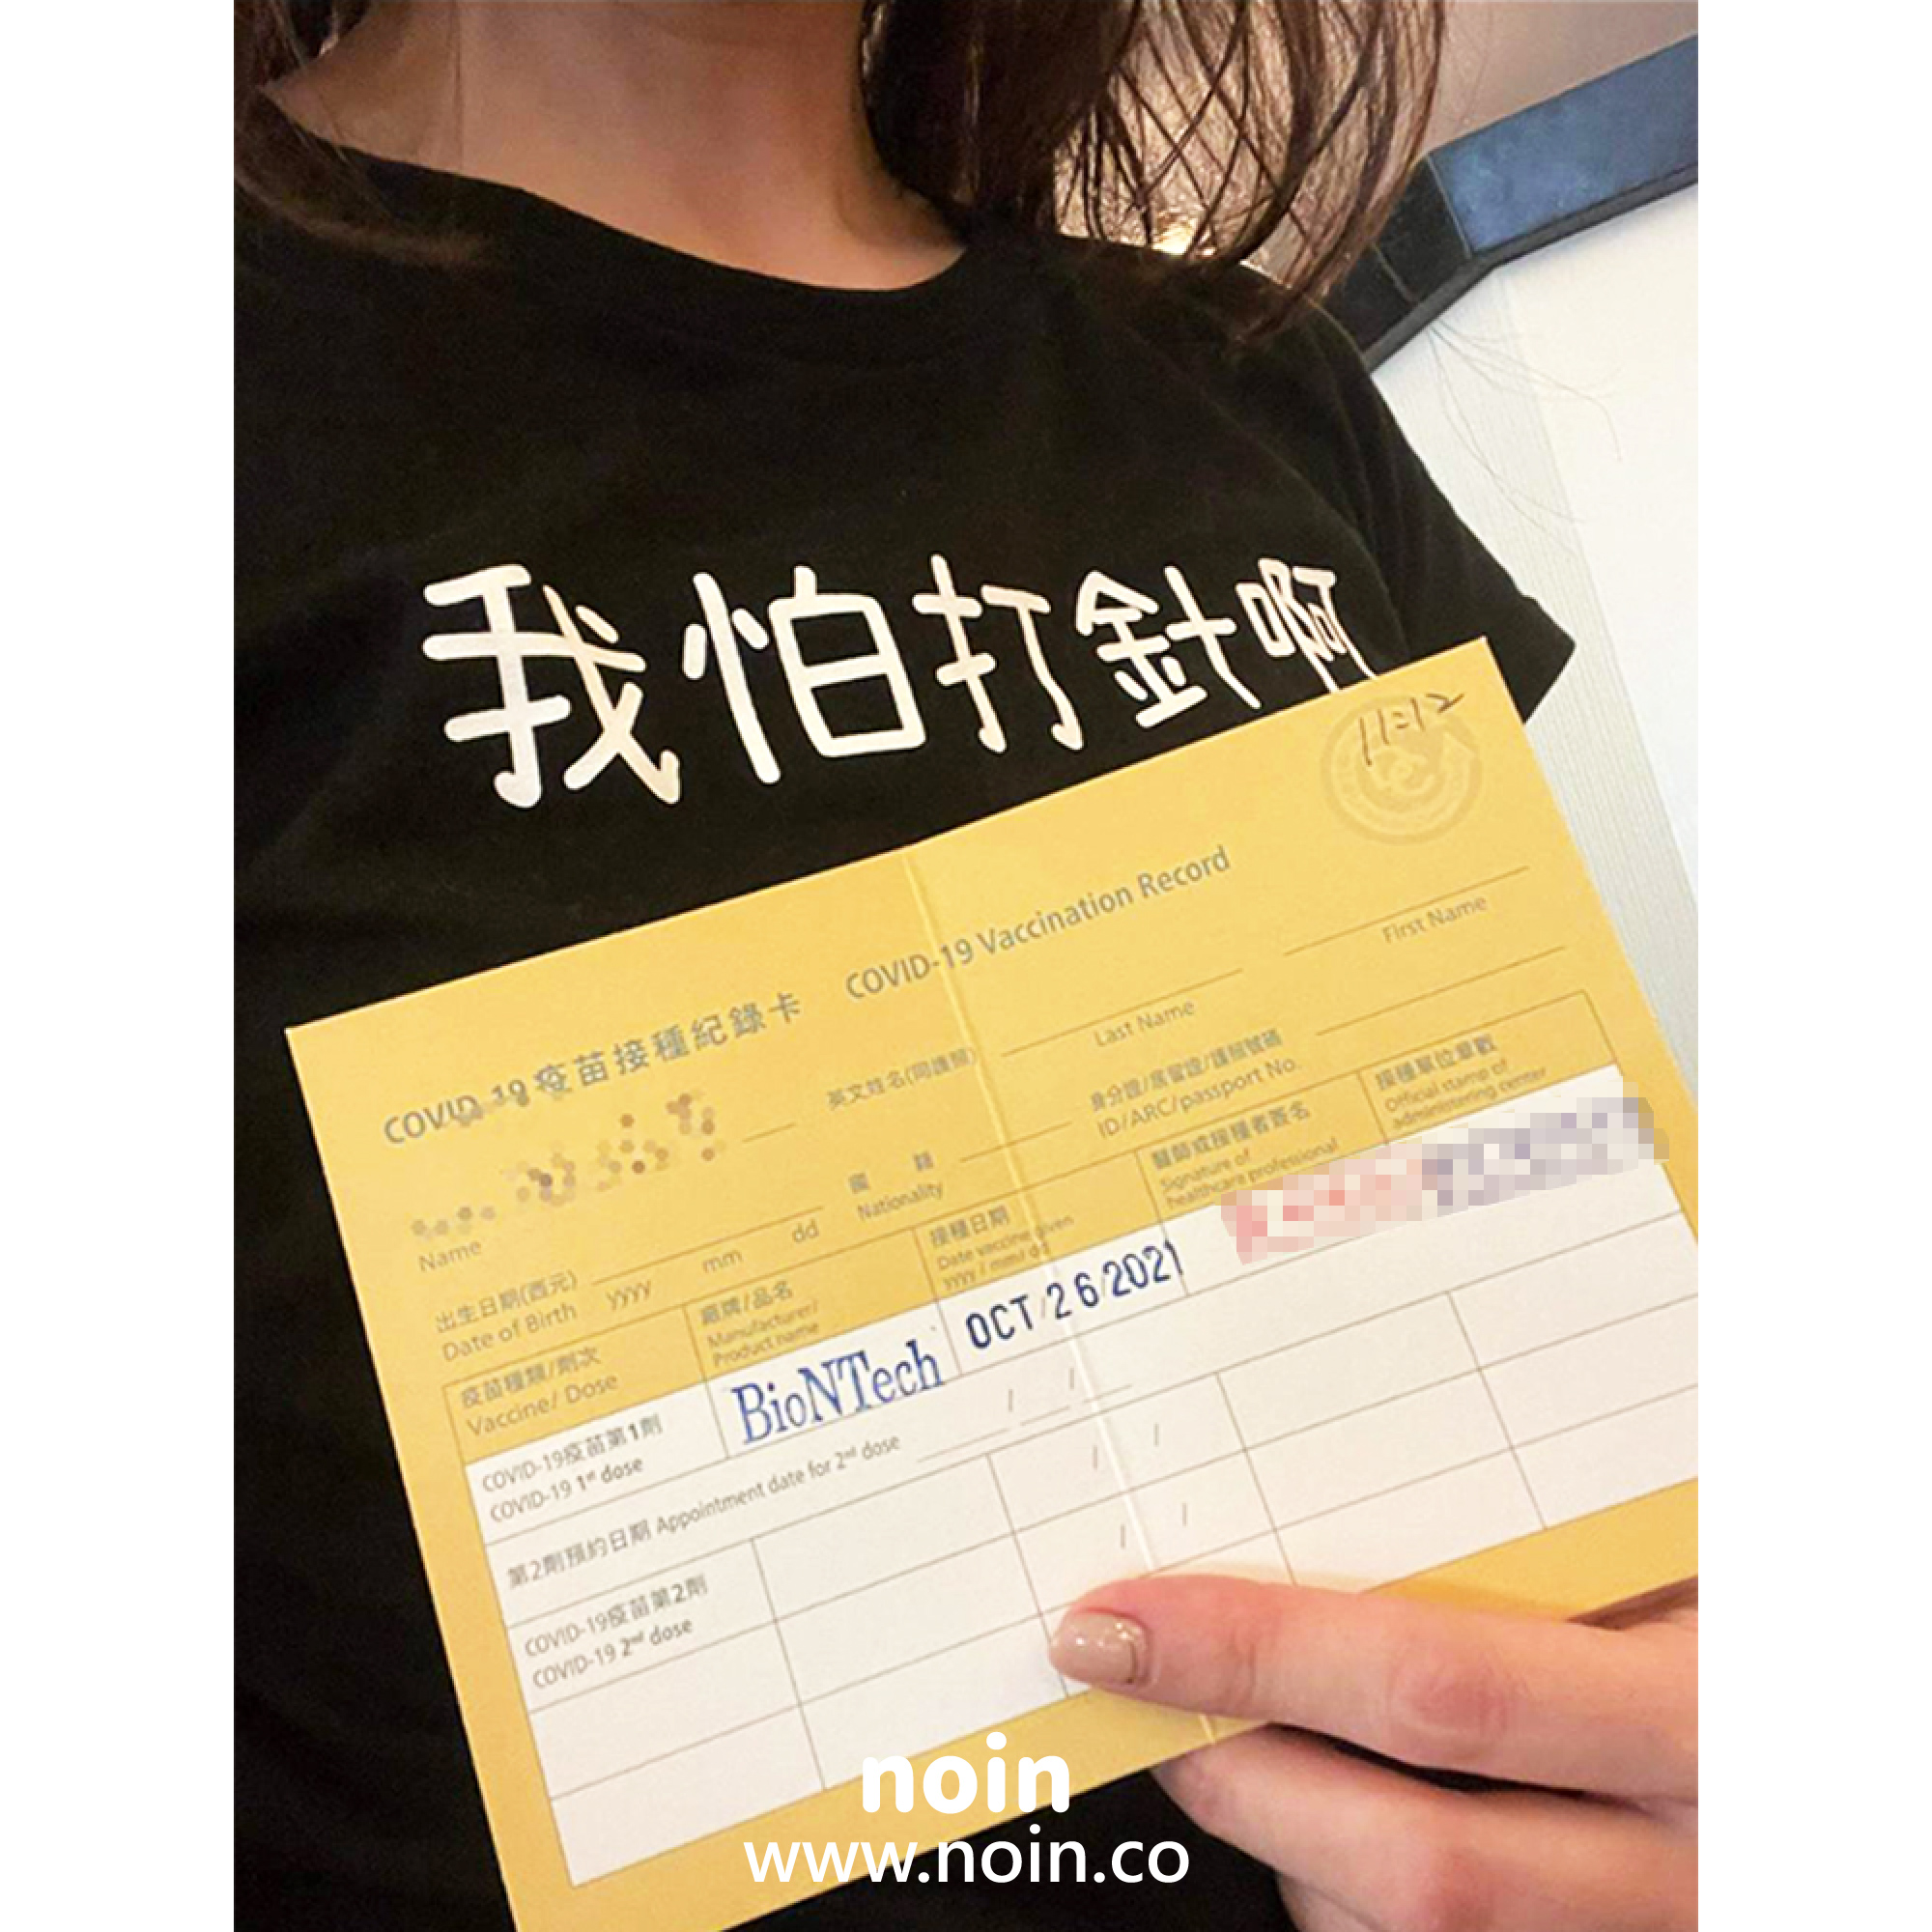 我怕打針啊
11:12
COVID-19疫苗接種紀錄卡 COVID-19 Vaccination Record
Name
英文姓名(同護照)
Last Name
First Name
出生日期(西元)
Date of Birth yyyy mm dd
國 籍
Nationality
身分證/居留證/護照號碼
ID/ARC/passport No.
疫苗種類/劑次
Vaccine/ Dose
廠牌/品名
Manufacturer/
Product name
接種日期
Date vaccine given
yyyy / mm/ dd
醫師或接種者簽名
Signature of
healthcare professional
接種單位戳章
Official stamp of
administering center
COVID-19疫苗第1劑
COVID-19 1st dose
BioNTech
OCT / 26 2021
第2劑預約日期 Appointment date for 2nd dose / /
COVID-19疫苗第2劑
COVID-19 2nd dose
/ /
/ /
noin
www.noin.co